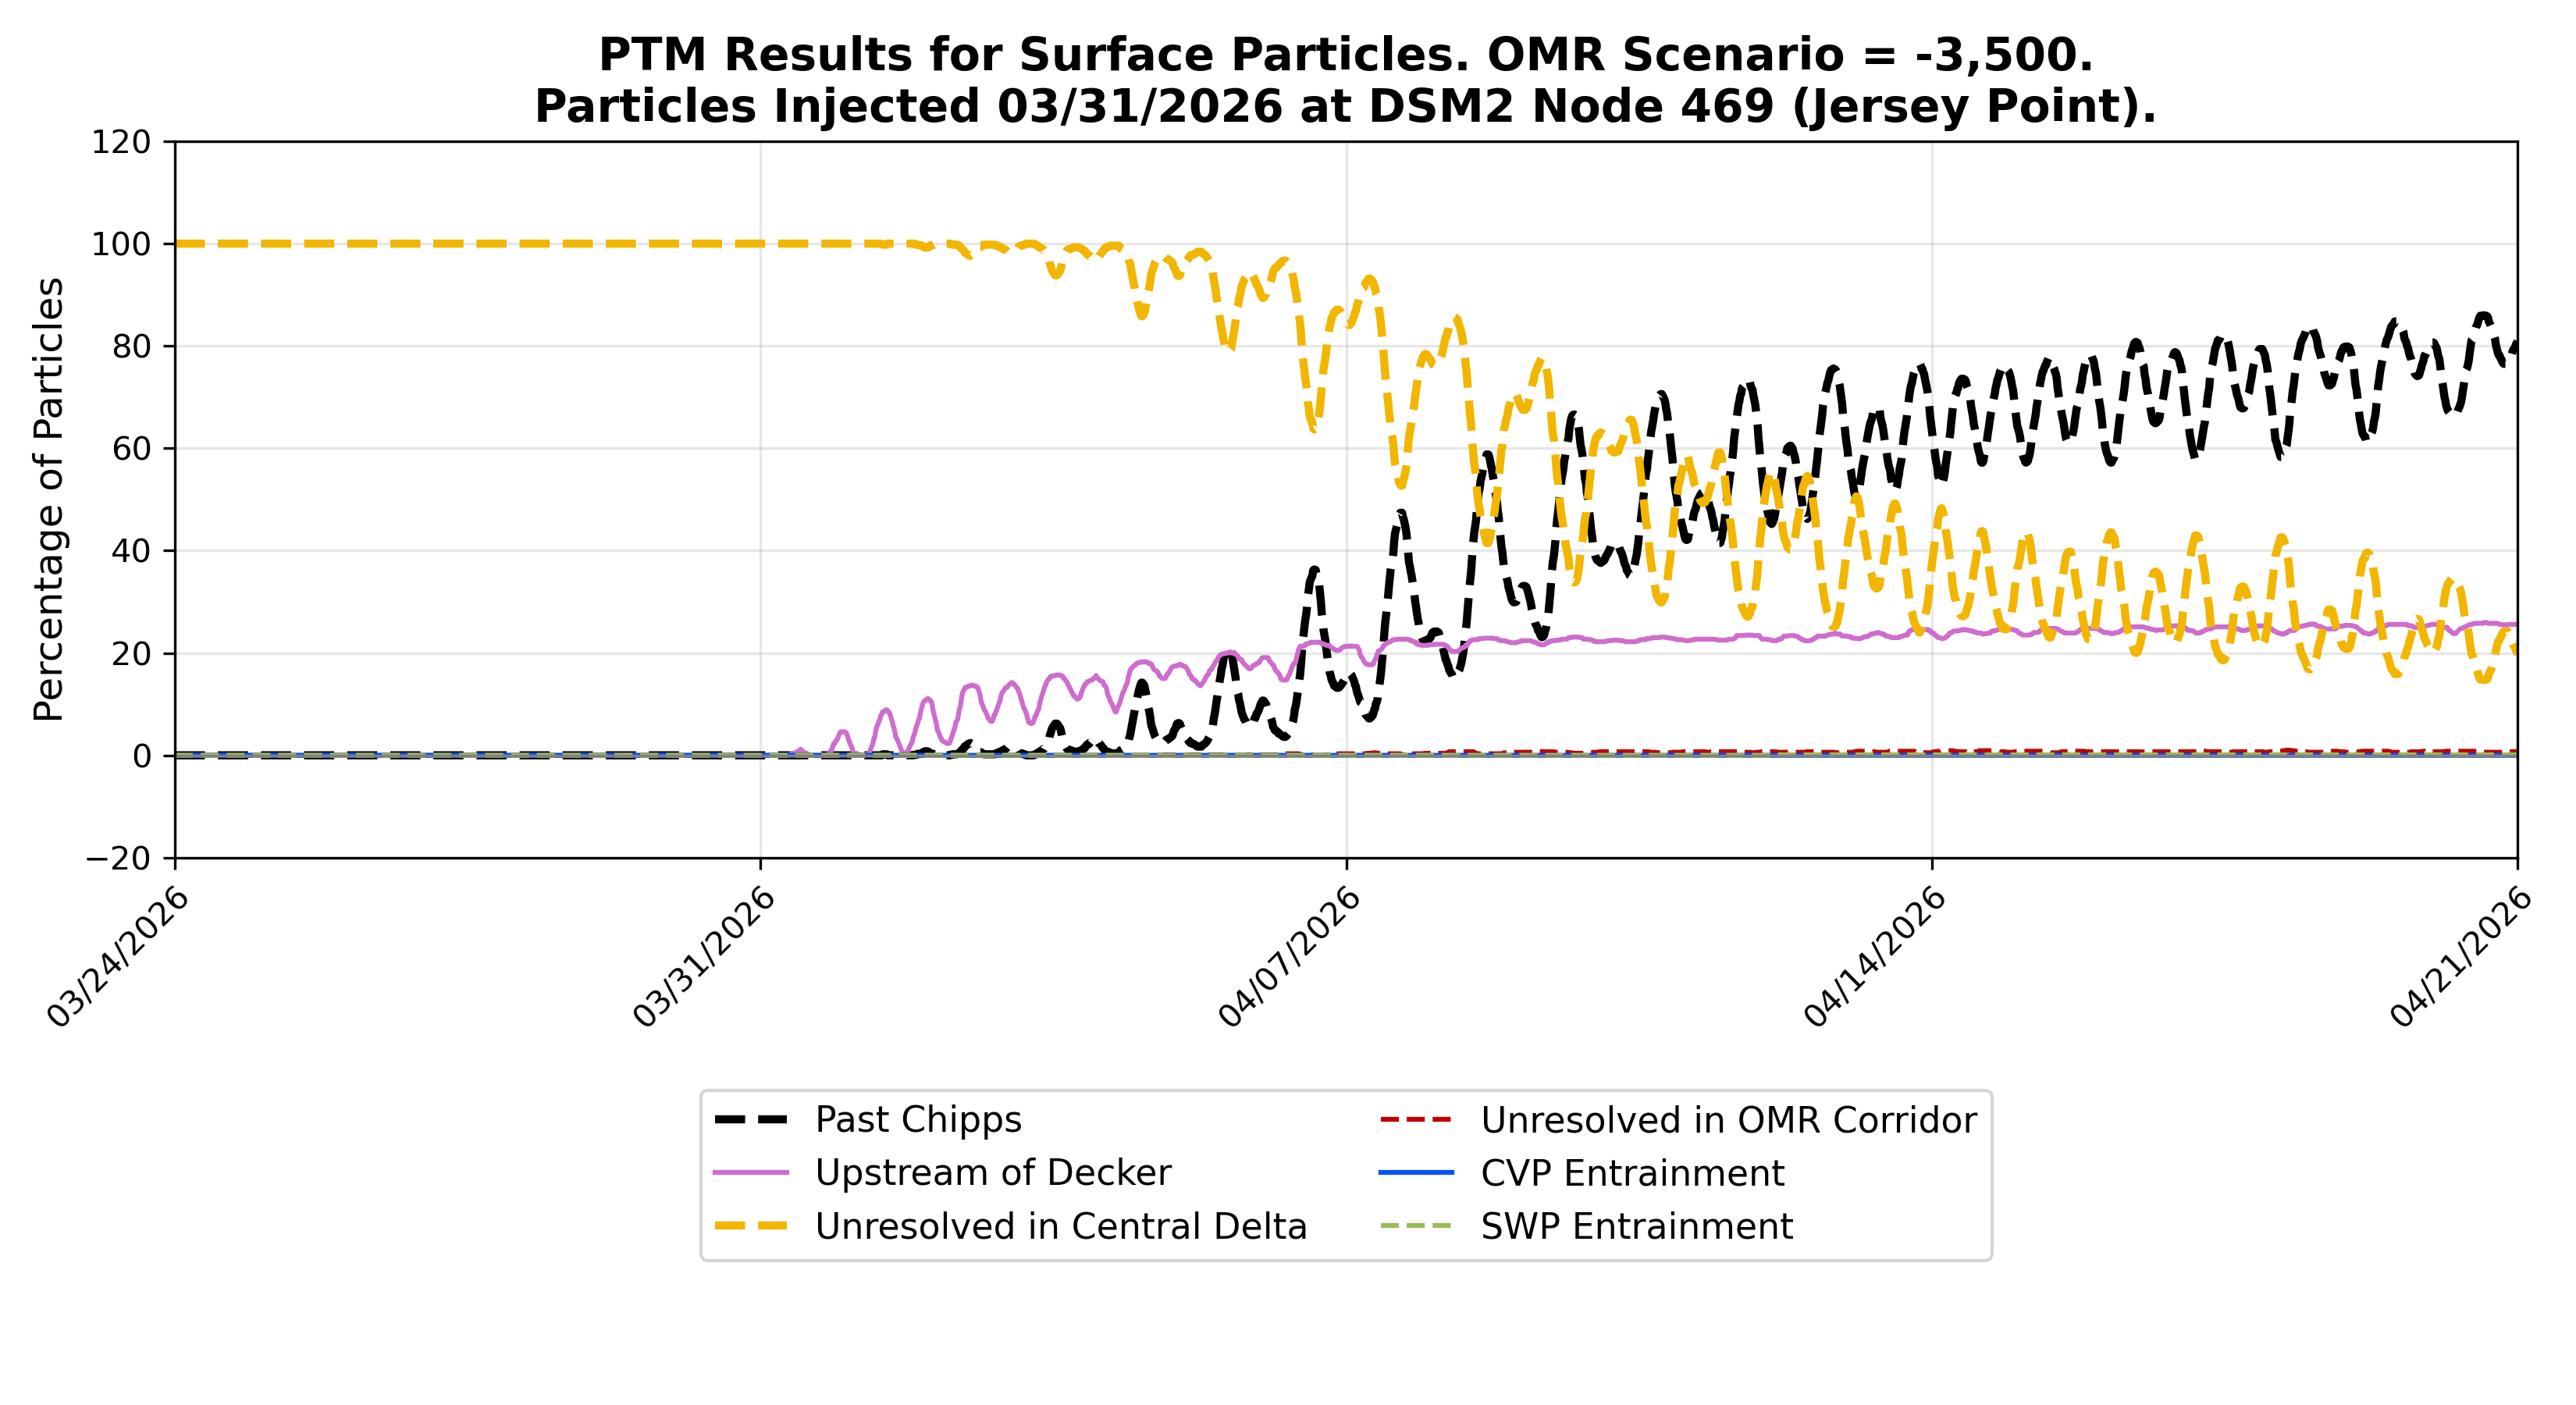 PTM Results for Surface Particles. OMR Scenario = -3,500.
Particles Injected 03/31/2026 at DSM2 Node 469 (Jersey Point).
Percentage of Particles
120
100
80
60
40
20
0
−20
03/24/2026
03/31/2026
04/07/2026
04/14/2026
04/21/2026
Past Chipps
Upstream of Decker
Unresolved in Central Delta
Unresolved in OMR Corridor
CVP Entrainment
SWP Entrainment